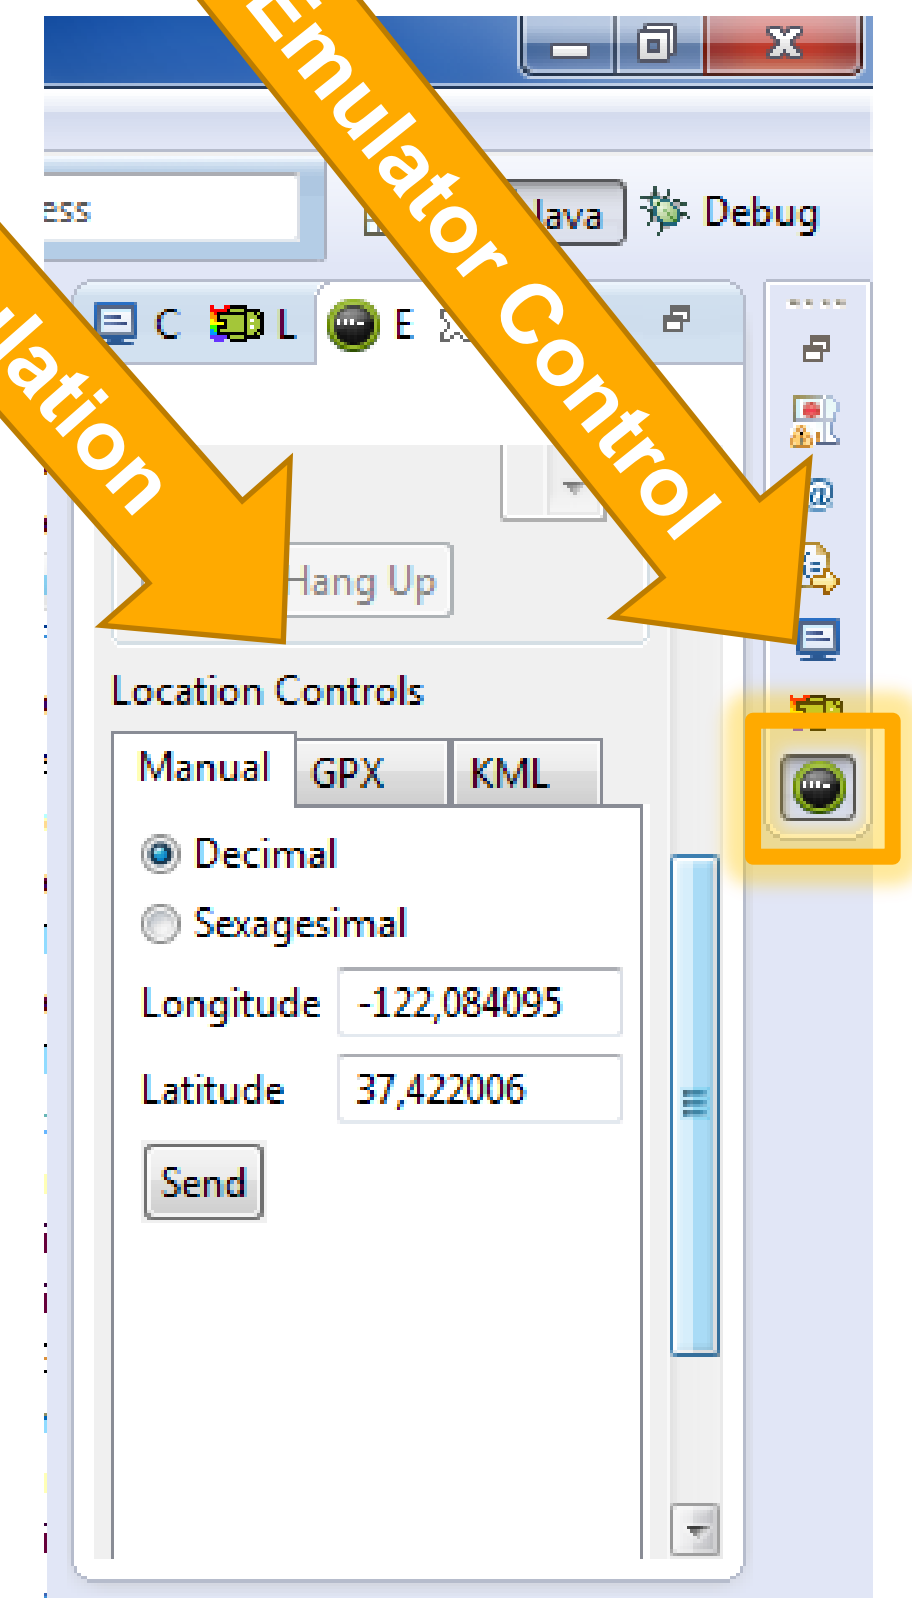 Emulator Control
ess
Java
Debug
C
L
E
@
Hang Up
Location Controls
Manual GPX KML
Decimal
Sexagesimal
Longitude -122,084095
Latitude 37,422006
Send